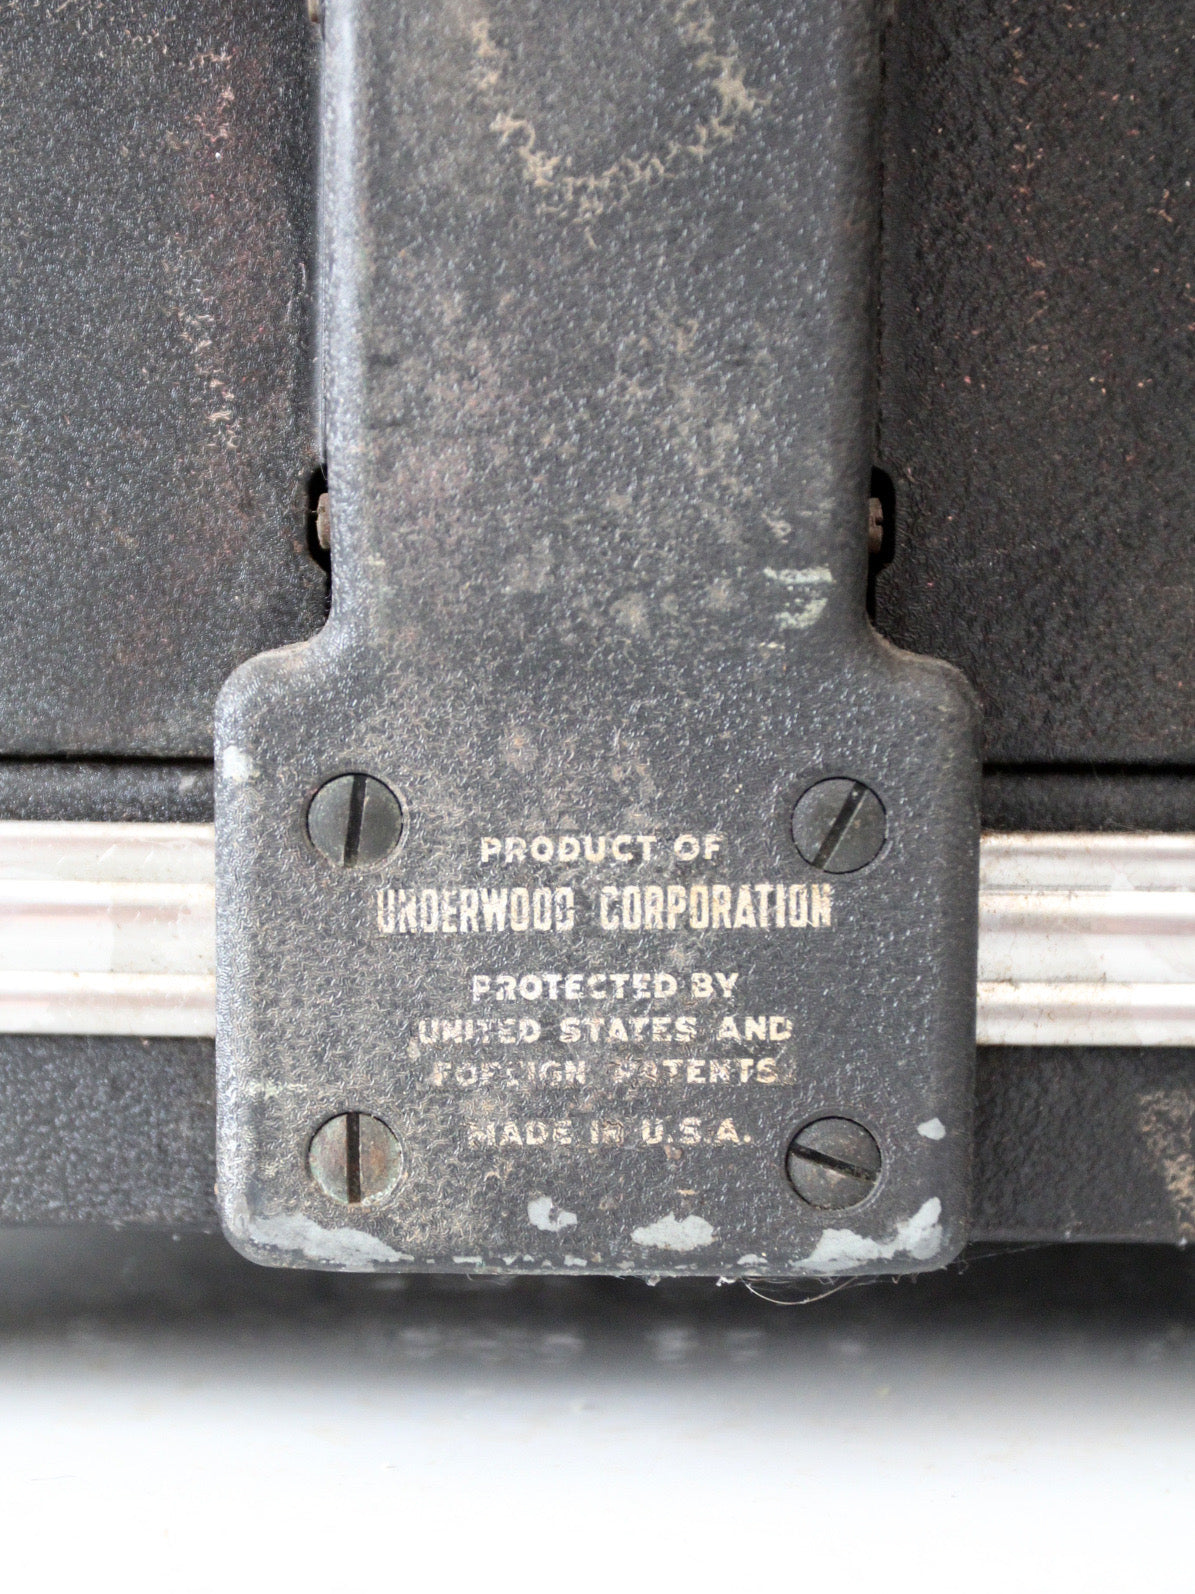 PRODUCT OF
UNDERWOOD CORPORATION
PROTECTED BY
UNITED STATES AND
FOREIGN PATENTS.
MADE IN U.S.A.